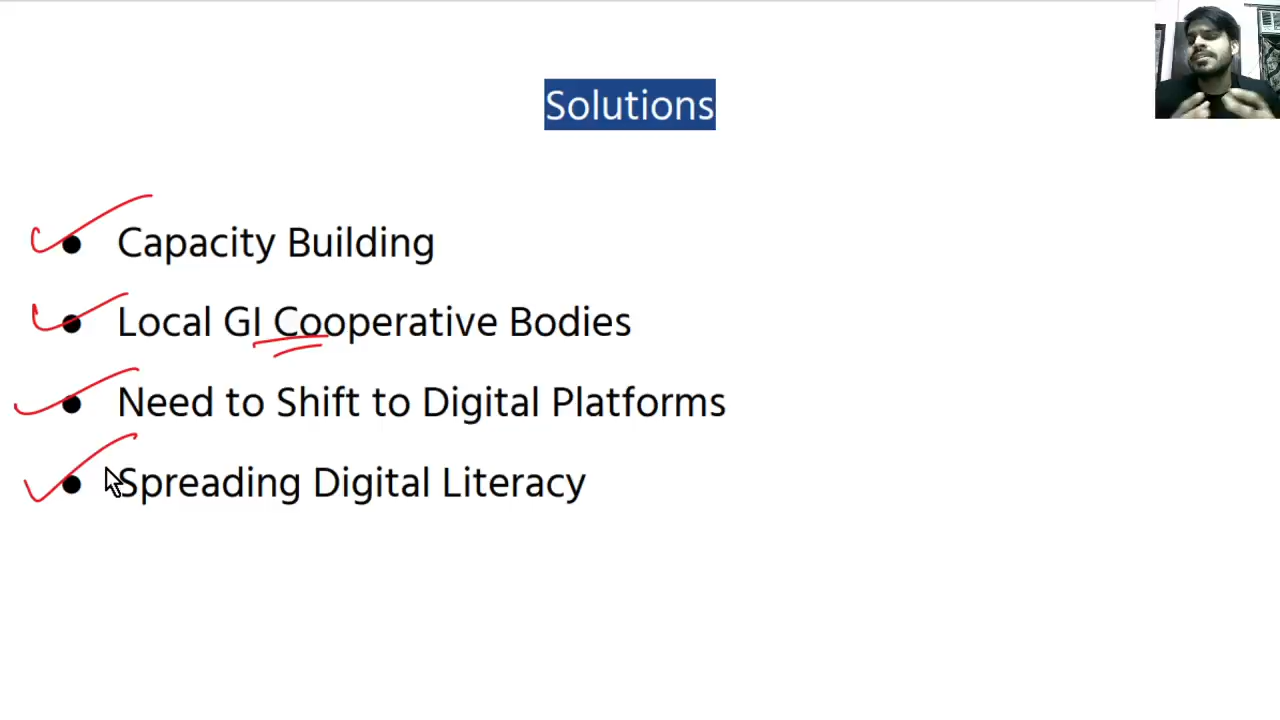 Solutions
Capacity Building
Local GI Cooperative Bodies
Need to Shift to Digital Platforms
Spreading Digital Literacy